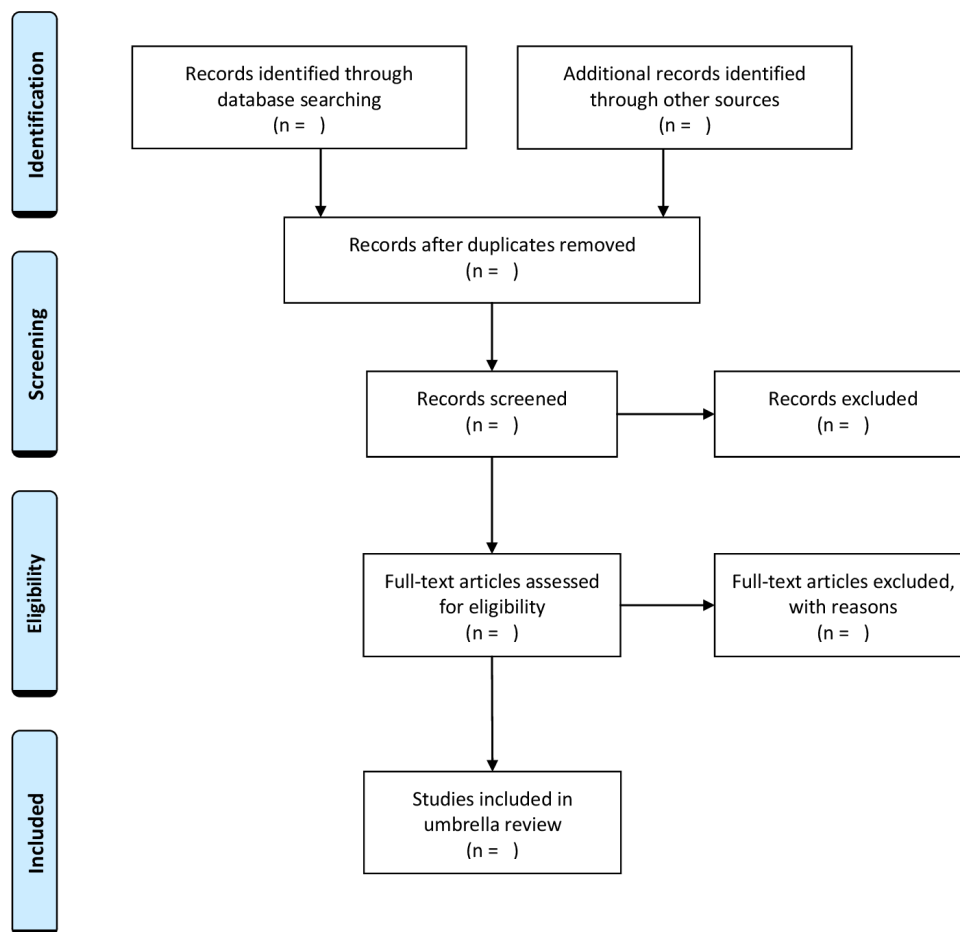 Identification
Records identified through
database searching
(n =   )
Additional records identified
through other sources
(n =   )
Records after duplicates removed
(n =   )
Screening
Records screened
(n =   )
Records excluded
(n =   )
Eligibility
Full-text articles assessed
for eligibility
(n =   )
Full-text articles excluded,
with reasons
(n =   )
Included
Studies included in
umbrella review
(n =   )